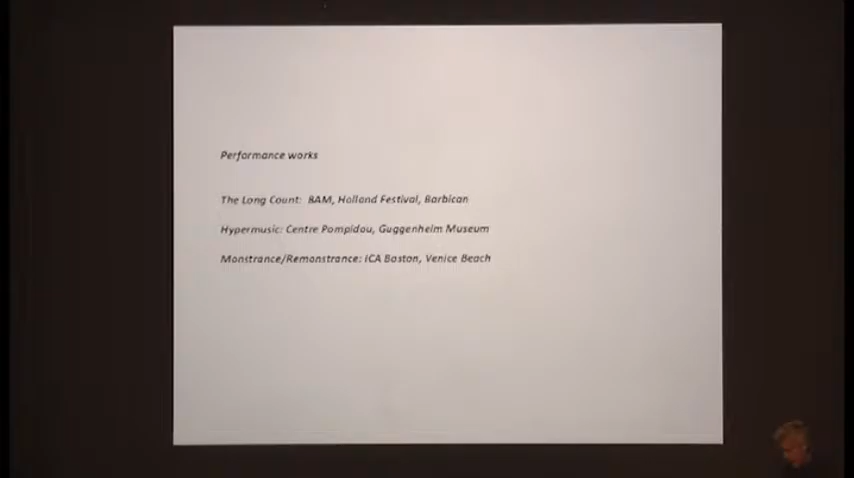 Performance works
The Long Count: BAM, Holland Festival, Barbican
Hypermusic: Centre Pompidou, Guggenheim Museum
Monstrance/Remonstrance: ICA Boston, Venice Beach